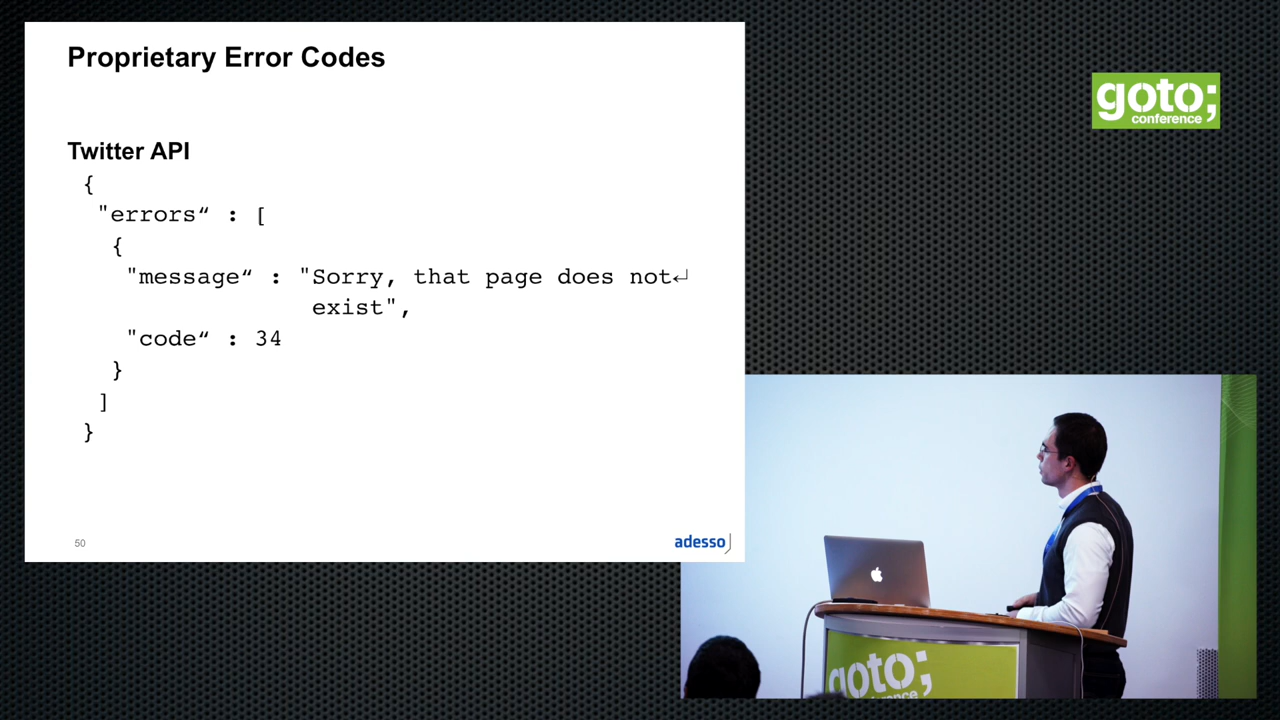 Proprietary Error Codes
Twitter API
{
"errors“ : [
{
"message“ : "Sorry, that page does not↵
exist",
"code“ : 34
}
]
}
50
adesso
goto;
conference
goto;
conference